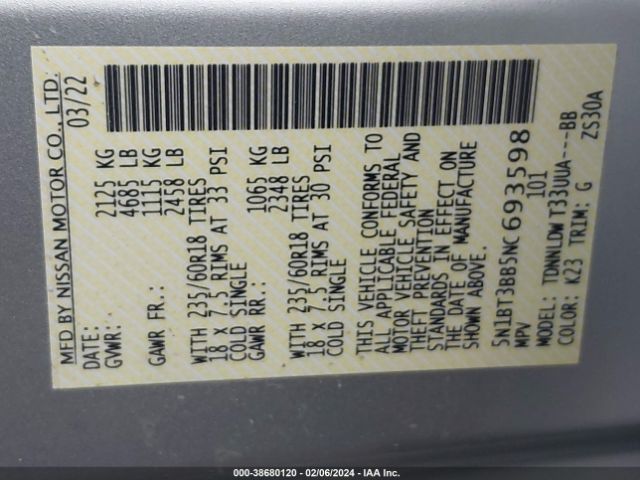 MFD BY NISSAN MOTOR CO., LTD.
DATE: 03/22
GVWR: 2125 KG
4685 LB
GAWR FR.: 1115 KG
2458 LB
WITH 235/60R18 TIRES
18 X 7.5 RIMS AT 33 PSI
COLD SINGLE
GAWR RR.: 1065 KG
2348 LB
WITH 235/60R18 TIRES
18 X 7.5 RIMS AT 30 PSI
COLD SINGLE
THIS VEHICLE CONFORMS TO
ALL APPLICABLE FEDERAL
MOTOR VEHICLE SAFETY AND
THEFT PREVENTION
STANDARDS IN EFFECT ON
THE DATE OF MANUFACTURE
SHOWN ABOVE.
5N1BT3BB5NC693598
MPV 101
MODEL: TDNNLDW T33UUA---BB
COLOR: K23 TRIM: G ZS30A
000-38680120 - 02/06/2024 - IAA Inc.